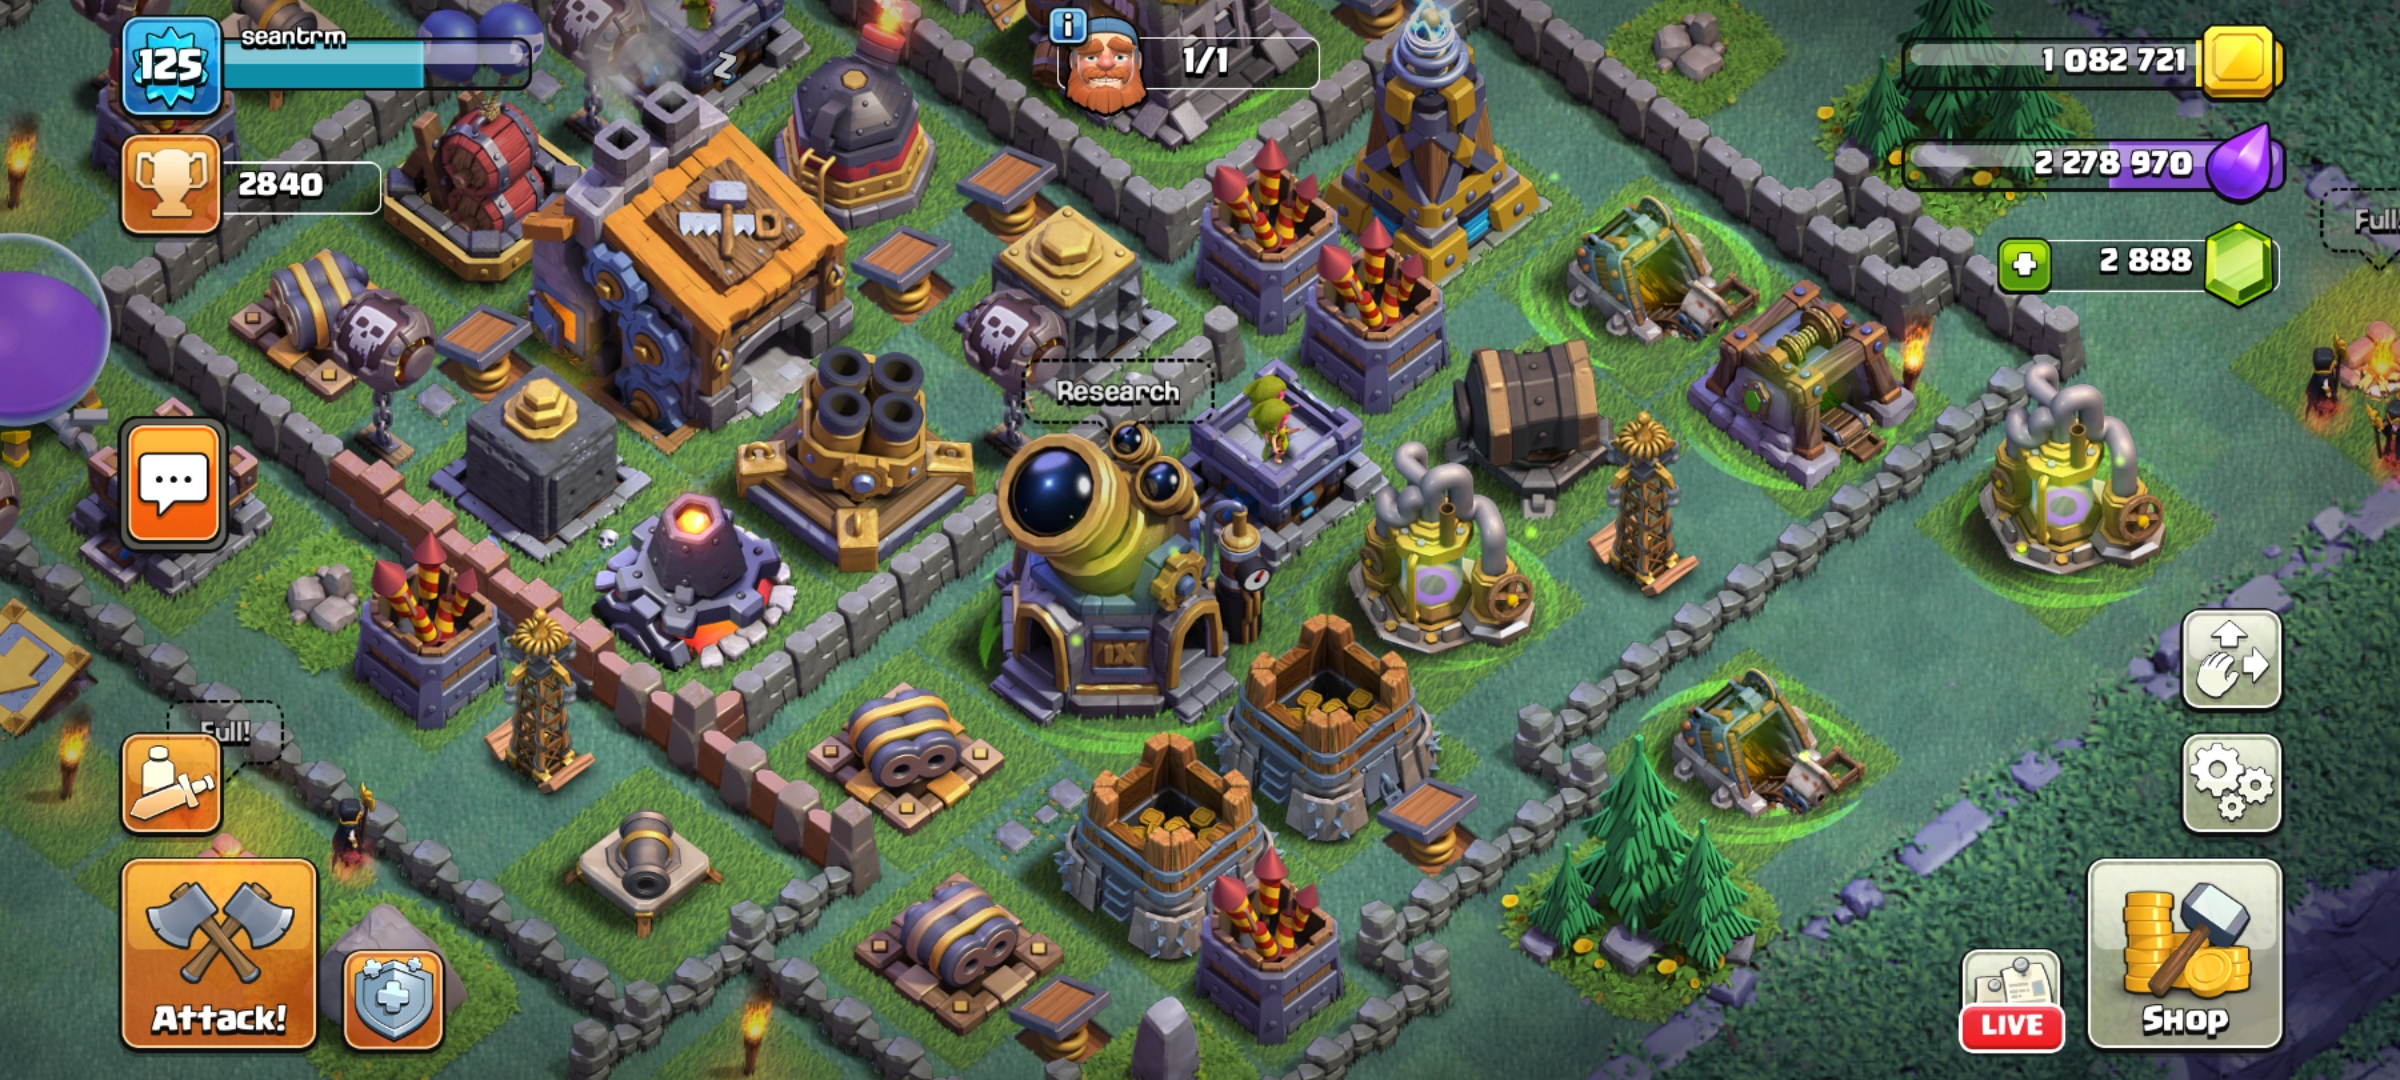 125
seantrm
1/1
1 082 721
2840
2 278 970
Full
2 888
Research
IX
Full!
Attack!
LIVE
SHOP